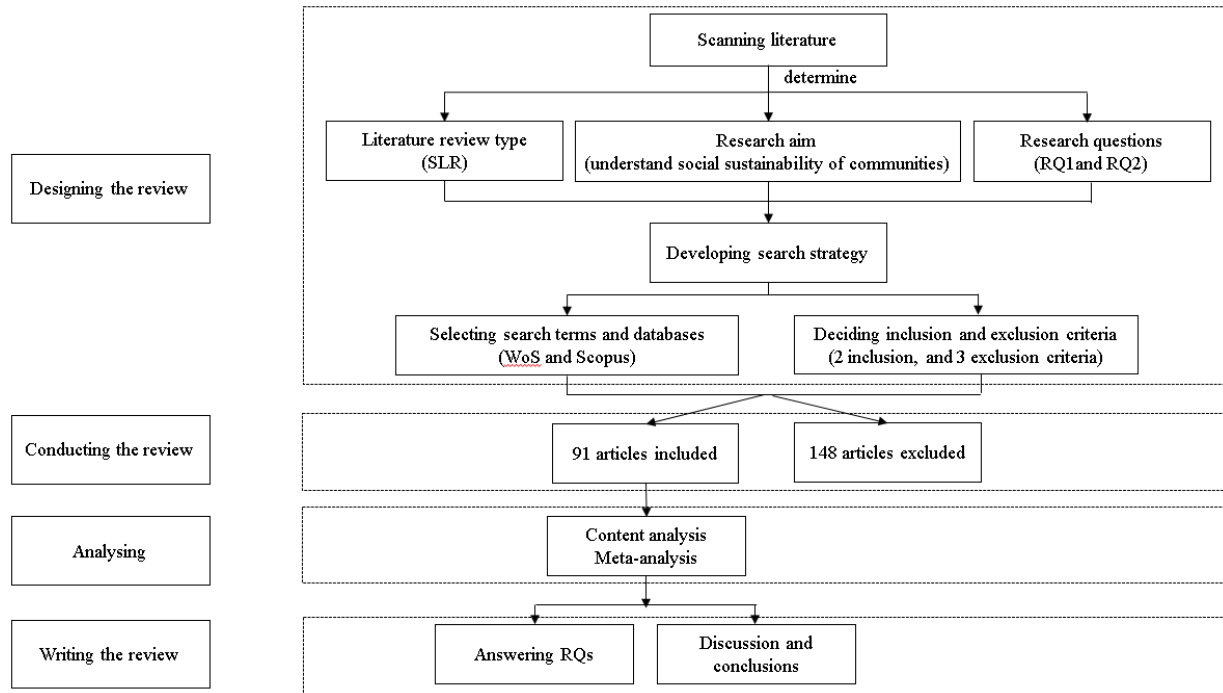 Scanning literature
determine
Literature review type
(SLR)
Research aim
(understand social sustainability of communities)
Research questions
(RQ1and RQ2)
Designing the review
Developing search strategy
Selecting search terms and databases
(WoS and Scopus)
Deciding inclusion and exclusion criteria
(2 inclusion, and 3 exclusion criteria)
Conducting the review
91 articles included
148 articles excluded
Analysing
Content analysis
Meta-analysis
Writing the review
Answering RQs
Discussion and
conclusions